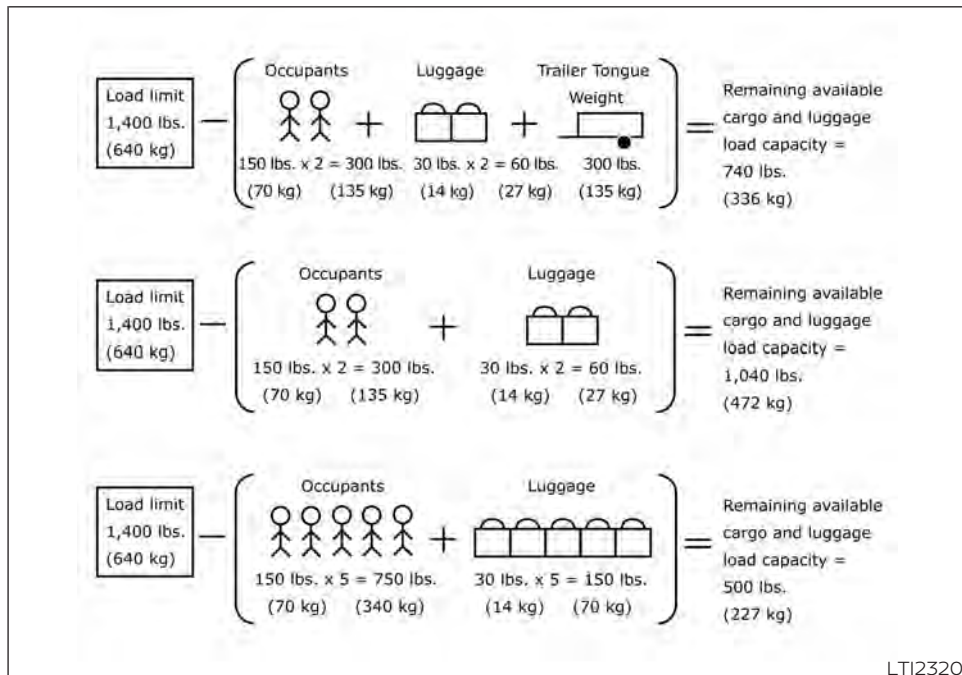 Occupants Luggage Trailer Tongue
Weight
Load limit
1,400 lbs.
(640 kg)
150 lbs. x 2 = 300 lbs. 30 lbs. x 2 = 60 lbs. 300 lbs.
(70 kg) (135 kg) (14 kg) (27 kg) (135 kg)
Remaining available
cargo and luggage
load capacity =
740 lbs.
(336 kg)
Occupants Luggage
Load limit
1,400 lbs.
(640 kg)
150 lbs. x 2 = 300 lbs. 30 lbs. x 2 = 60 lbs.
(70 kg) (135 kg) (14 kg) (27 kg)
Remaining available
cargo and luggage
load capacity =
1,040 lbs.
(472 kg)
Occupants Luggage
Load limit
1,400 lbs.
(640 kg)
150 lbs. x 5 = 750 lbs. 30 lbs. x 5 = 150 lbs.
(70 kg) (340 kg) (14 kg) (70 kg)
Remaining available
cargo and luggage
load capacity =
500 lbs.
(227 kg)
LTI2320